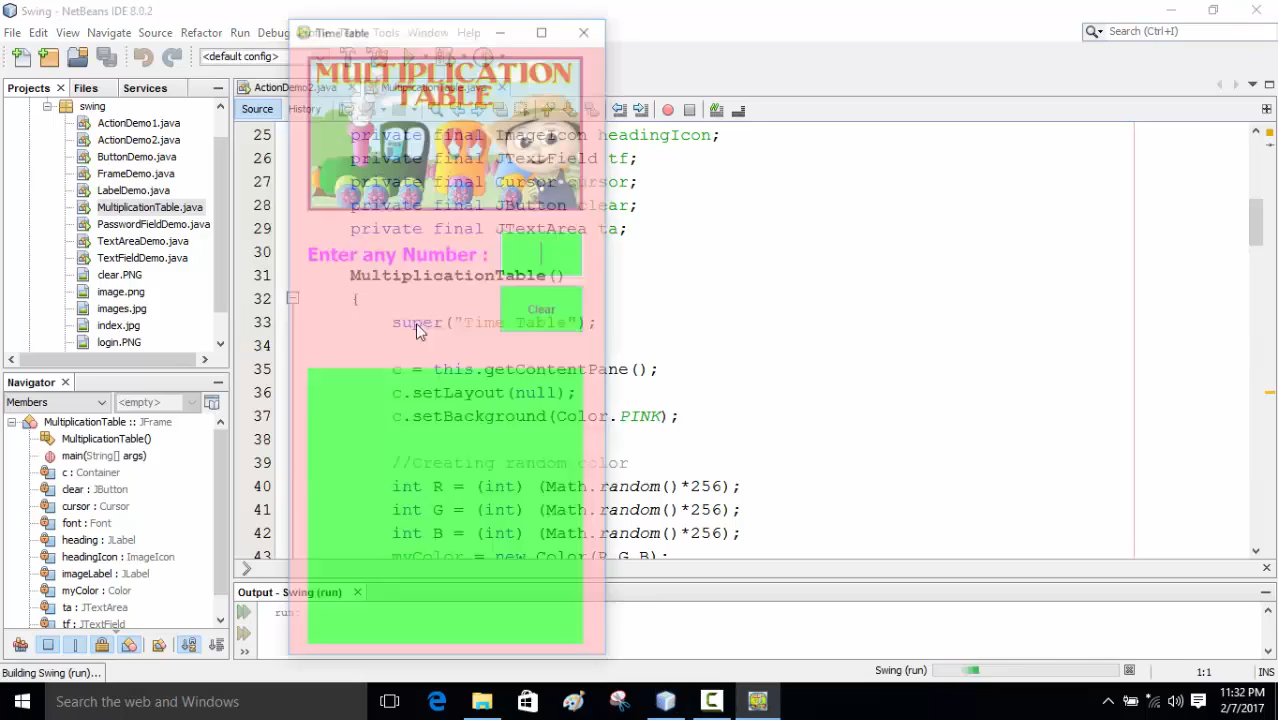 Swing - NetBeans IDE 8.0.2
File Edit View Navigate Source Refactor Run Debug Tools Window Help
Time Table
Search (Ctrl+I)
<default config>
Projects Files Services
ActionDemo2.java MultiplicationTable.java
Source History
swing
ActionDemo1.java
ActionDemo2.java
ButtonDemo.java
FrameDemo.java
LabelDemo.java
MultiplicationTable.java
PasswordFieldDemo.java
TextAreaDemo.java
TextFieldDemo.java
clear.PNG
image.png
images.jpg
index.jpg
login.PNG
Navigator
Members <empty>
MultiplicationTable :: JFrame
MultiplicationTable()
main(String[] args)
c : Container
clear : JButton
cursor : Cursor
font : Font
heading : JLabel
headingIcon : ImageIcon
imageLabel : JLabel
myColor : Color
ta : JTextArea
tf : JTextField
MULTIPLICATION
TABLE
Enter any Number :
Clear
25 private final ImageIcon headingIcon;
26 private final JTextField tf;
27 private final Cursor cursor;
28 private final JButton clear;
29 private final JTextArea ta;
30
31 MultiplicationTable()
32 {
33 super("Time Table");
34
35 c = this.getContentPane();
36 c.setLayout(null);
37 c.setBackground(Color.PINK);
38
39 //Creating random color
40 int R = (int) (Math.random()*256);
41 int G = (int) (Math.random()*256);
42 int B = (int) (Math.random()*256);
43 myColor = new Color(R,G,B);
Output - Swing (run)
run:
Building Swing (run)...
Swing (run)
1:1
INS
Search the web and Windows
11:32 PM
2/7/2017